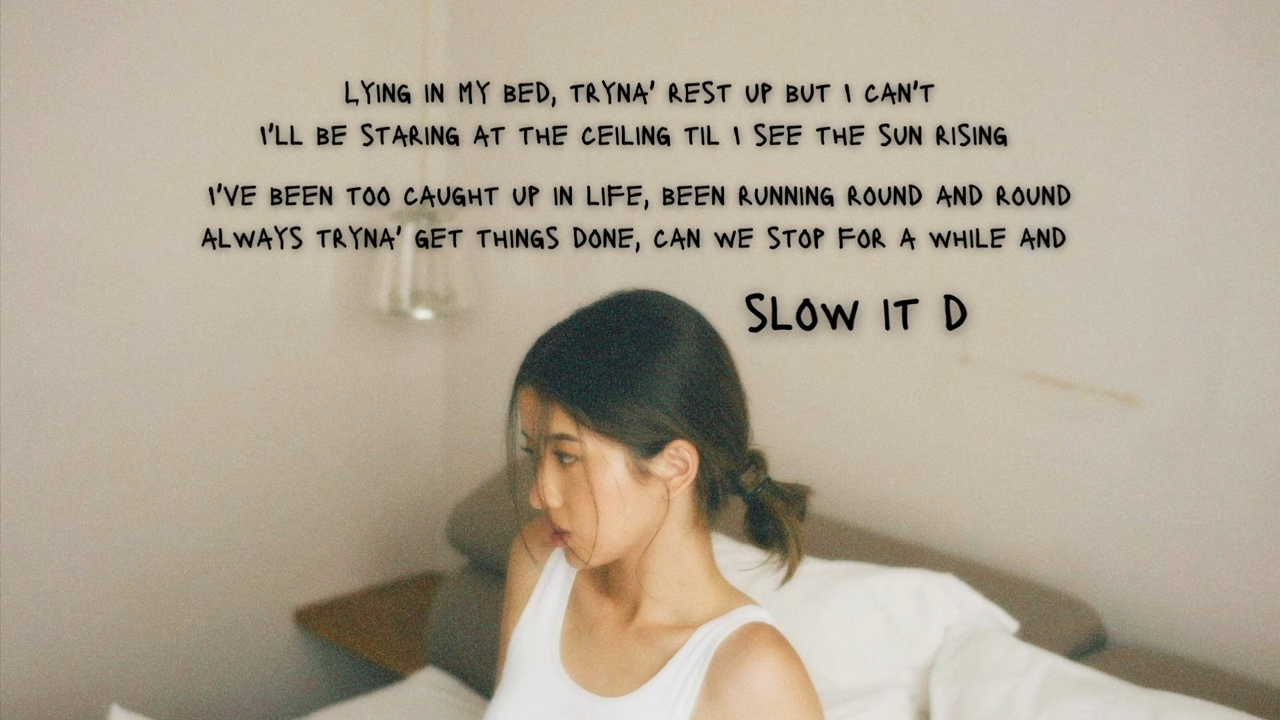 LYING IN MY BED, TRYNA' REST UP BUT I CAN'T
I'LL BE STARING AT THE CEILING TIL I SEE THE SUN RISING
I'VE BEEN TOO CAUGHT UP IN LIFE, BEEN RUNNING ROUND AND ROUND
ALWAYS TRYNA' GET THINGS DONE, CAN WE STOP FOR A WHILE AND
SLOW IT D